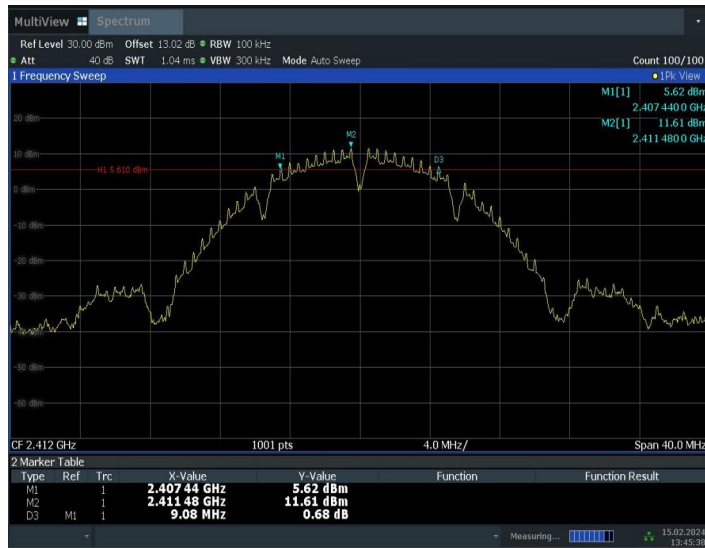 MultiView Spectrum
Ref Level 30.00 dBm Offset 13.02 dB RBW 100 kHz
Att 40 dB SWT 1.04 ms VBW 300 kHz Mode Auto Sweep Count 100/100
1 Frequency Sweep 1Pk View
M1[1] 5.62 dBm
2.407 440 0 GHz
M2[1] 11.61 dBm
2.411 480 0 GHz
20 dBm
M2
10 dBm
M1
D3
H1 5.610 dBm
0 dBm
-10 dBm
-20 dBm
-30 dBm
-40 dBm
-50 dBm
-60 dBm
CF 2.412 GHz 1001 pts 4.0 MHz/ Span 40.0 MHz
2 Marker Table
Type Ref Trc X-Value Y-Value Function Function Result
M1 1 2.407 44 GHz 5.62 dBm
M2 1 2.411 48 GHz 11.61 dBm
D3 M1 1 9.08 MHz 0.68 dB
Measuring... 15.02.2024
13:45:38